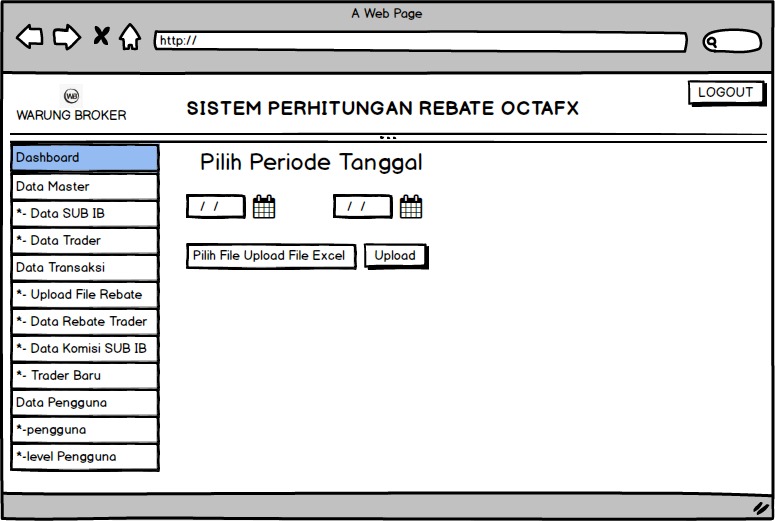 A Web Page
http://
WB
WARUNG BROKER
SISTEM PERHITUNGAN REBATE OCTAFX
LOGOUT
Dashboard
Data Master
*- Data SUB IB
*- Data Trader
Data Transaksi
*- Upload File Rebate
*- Data Rebate Trader
*- Data Komisi SUB IB
*- Trader Baru
Data Pengguna
*-pengguna
*-level Pengguna
Pilih Periode Tanggal
/ / / /
Pilih File Upload File Excel Upload